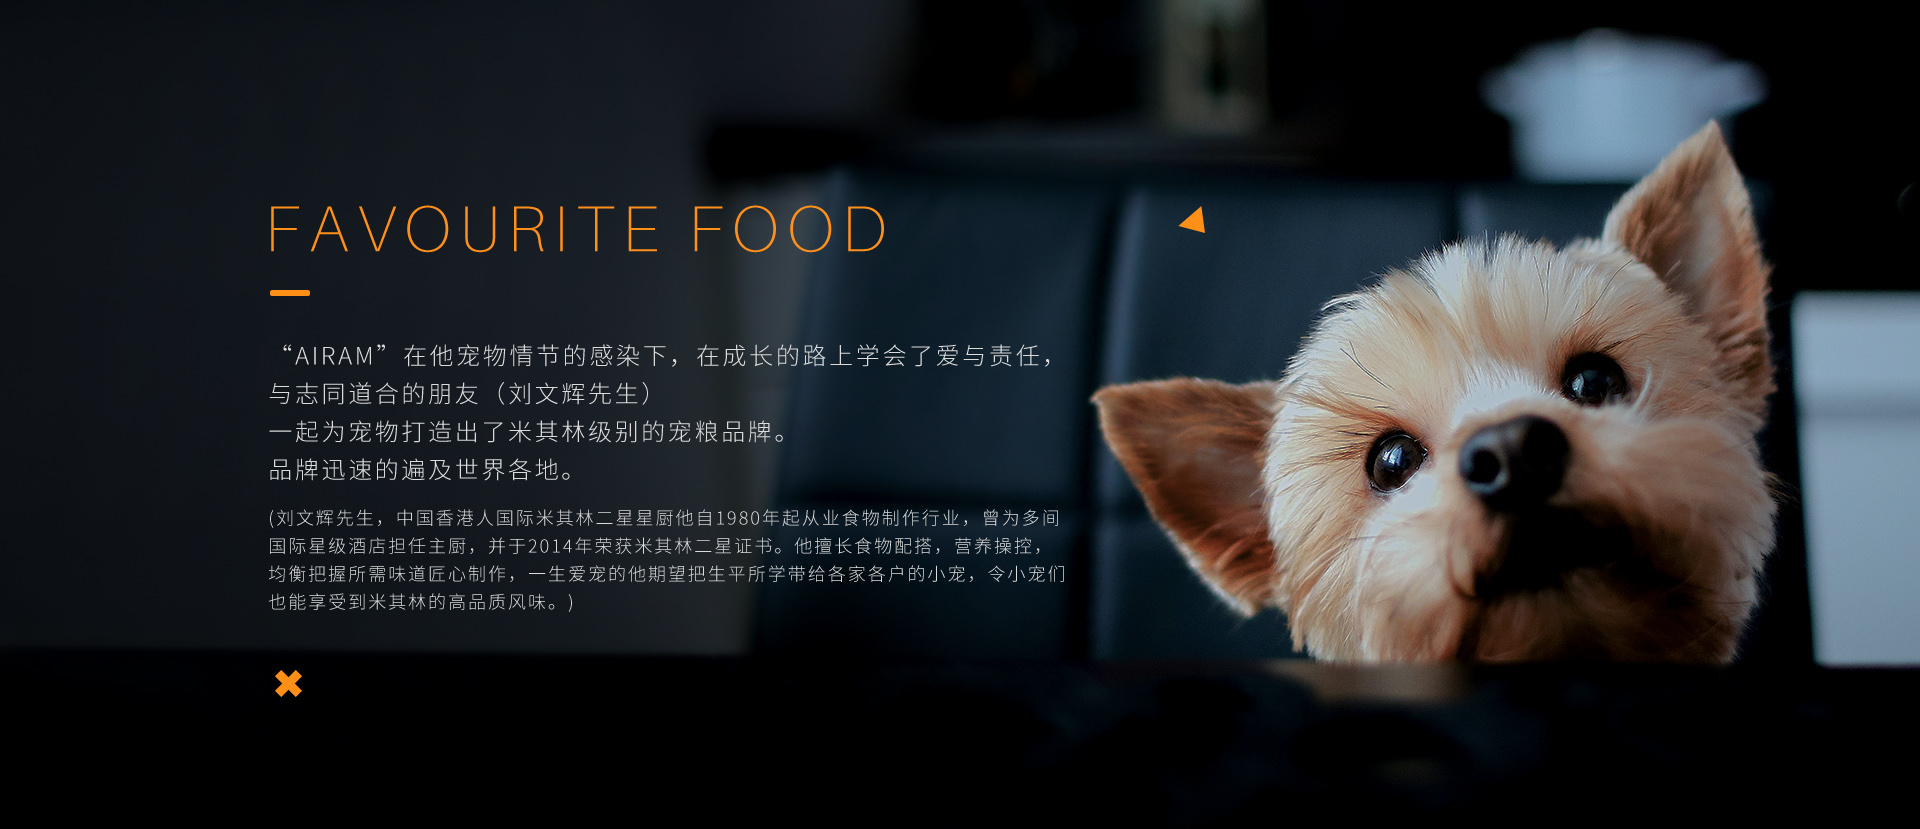 FAVOURITE FOOD
“AIRAM”在他宠物情节的感染下，在成长的路上学会了爱与责任，
与志同道合的朋友（刘文辉先生）
一起为宠物打造出了米其林级别的宠粮品牌。
品牌迅速的遍及世界各地。
(刘文辉先生，中国香港人国际米其林二星星厨他自1980年起从业食物制作行业，曾为多间
国际星级酒店担任主厨，并于2014年荣获米其林二星证书。他擅长食物配搭，营养操控，
均衡把握所需味道匠心制作，一生爱宠的他期望把生平所学带给各家各户的小宠，令小宠们
也能享受到米其林的高品质风味。)